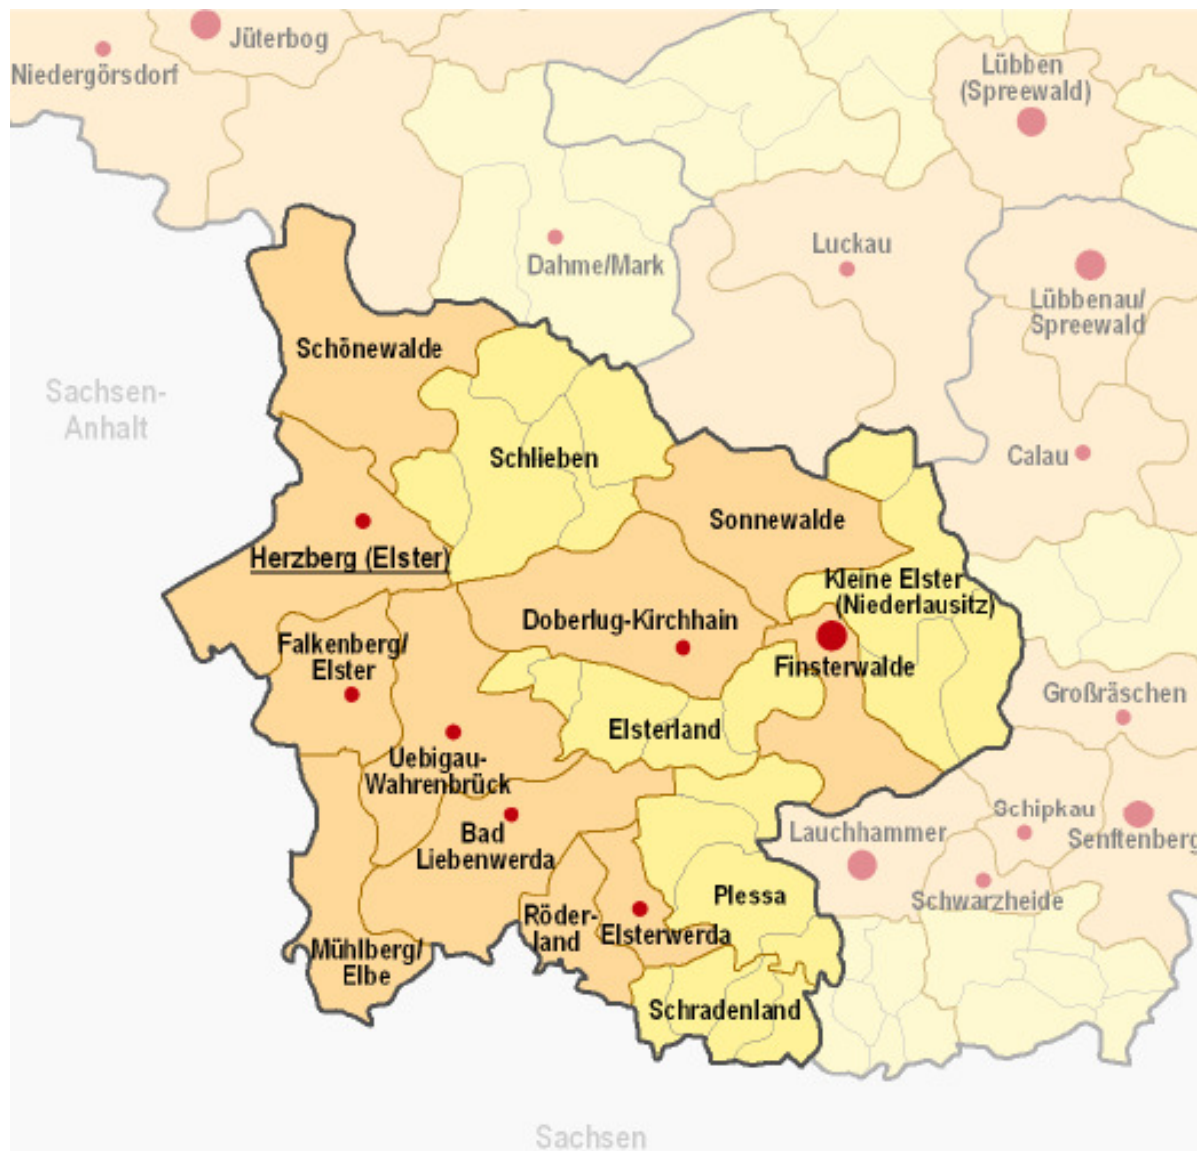 Jüterbog
Niedergörsdorf
Lübben
(Spreewald)
Dahme/Mark
Luckau
Lübbenau/
Spreewald
Schönewalde
Sachsen-
Anhalt
Schlieben
Calau
Sonnewalde
Herzberg (Elster)
Kleine Elster
(Niederlausitz)
Doberlug-Kirchhain
Falkenberg/
Elster
Finsterwalde
Großräschen
Elsterland
Uebigau-
Wahrenbrück
Schipkau
Lauchhammer
Senftenberg
Bad
Liebenwerda
Plessa
Schwarzheide
Röder-
land
Elsterwerda
Mühlberg/
Elbe
Schradenland
Sachsen